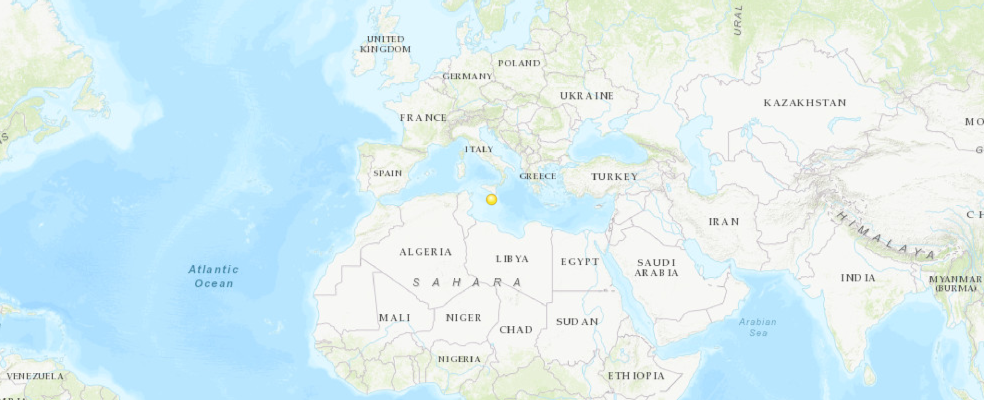 URAL
UNITED
KINGDOM
POLAND
GERMANY
UKRAINE
KAZAKHSTAN
FRANCE
MO
ITALY
SPAIN
GREECE
TURKEY
IRAN
C H
HIMALAYA
ALGERIA
LIBYA
EGYPT
SAUDI
ARABIA
Atlantic
Ocean
SAHARA
INDIA
MYANMAR
(BURMA)
MALI
NIGER
CHAD
SUDAN
Arabian
Sea
NIGERIA
ETHIOPIA
VENEZUELA